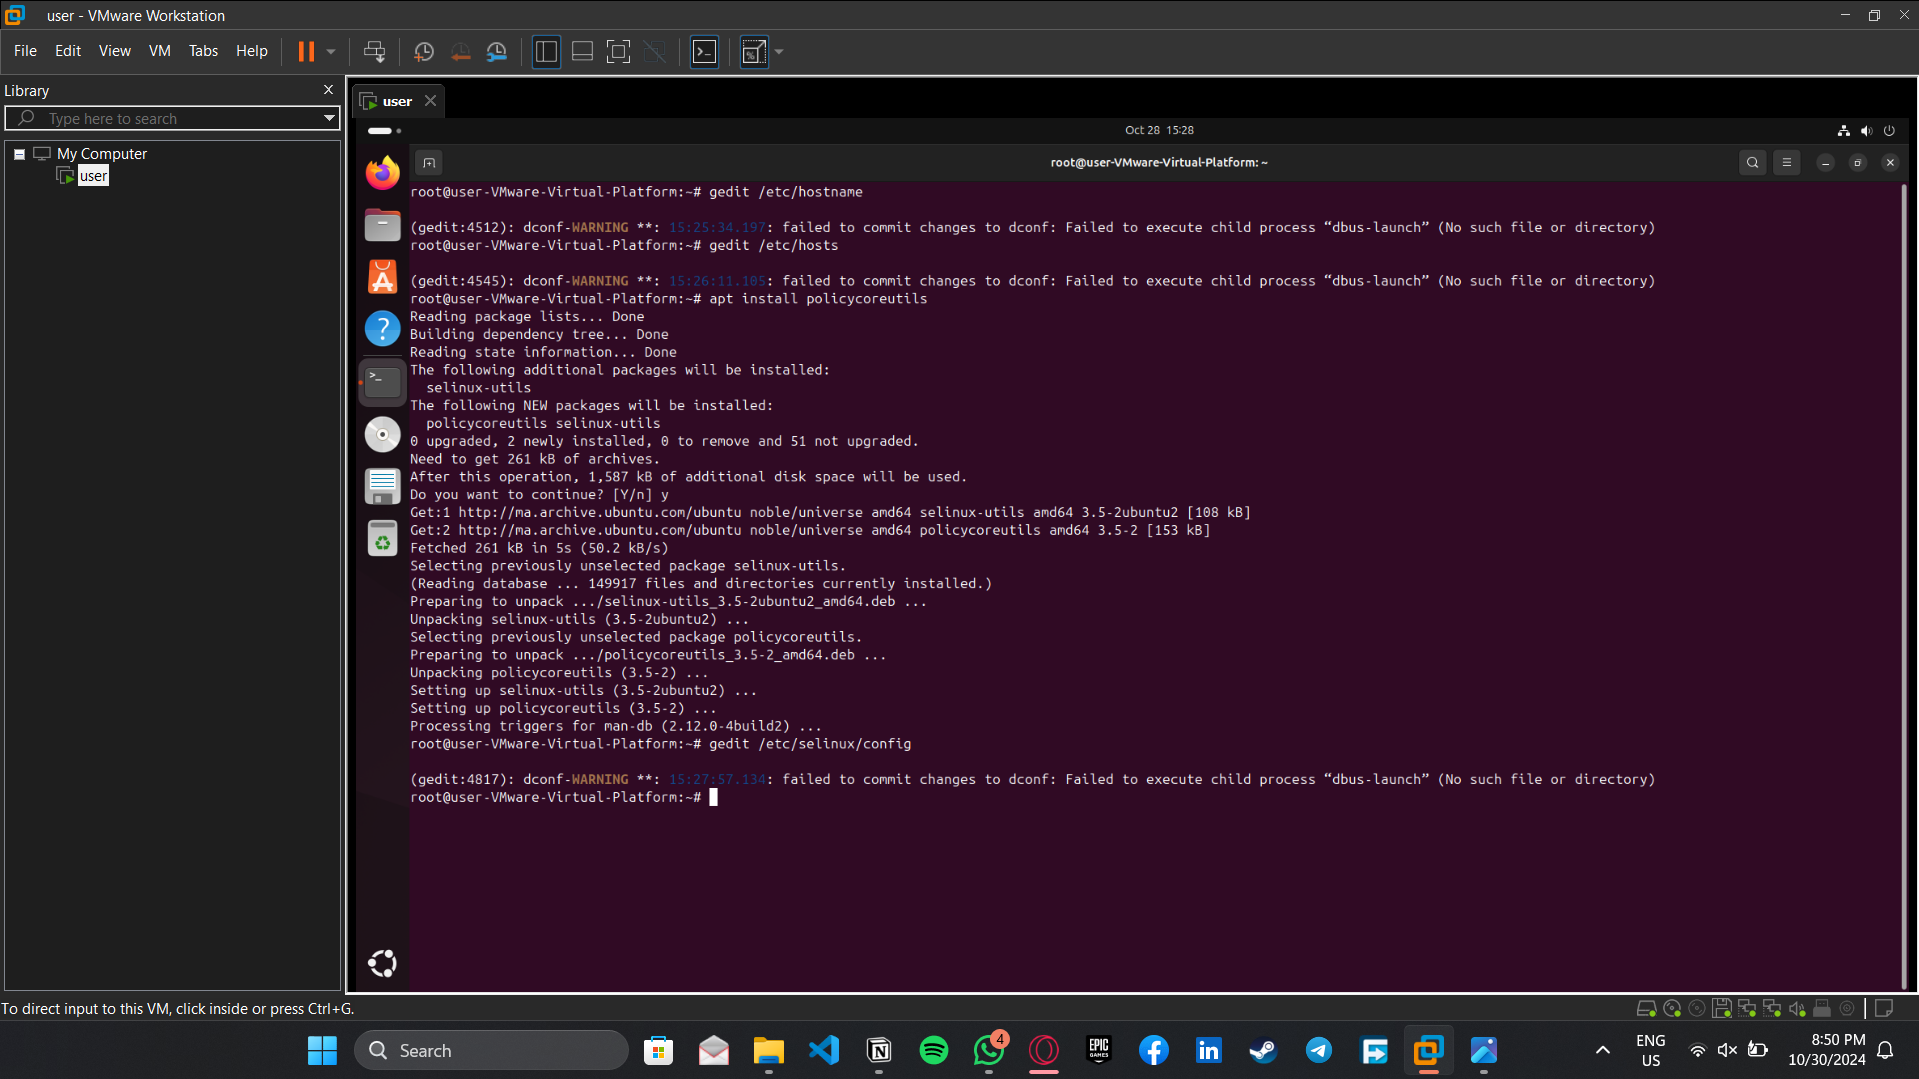 user - VMware Workstation
File Edit View VM Tabs Help
Library
Type here to search
My Computer
user
user
Oct 28 15:28
root@user-VMware-Virtual-Platform: ~
root@user-VMware-Virtual-Platform:~# gedit /etc/hostname
(gedit:4512): dconf-WARNING **: 15:25:34.197: failed to commit changes to dconf: Failed to execute child process “dbus-launch” (No such file or directory)
root@user-VMware-Virtual-Platform:~# gedit /etc/hosts
(gedit:4545): dconf-WARNING **: 15:26:11.105: failed to commit changes to dconf: Failed to execute child process “dbus-launch” (No such file or directory)
root@user-VMware-Virtual-Platform:~# apt install policycoreutils
Reading package lists... Done
Building dependency tree... Done
Reading state information... Done
The following additional packages will be installed:
selinux-utils
The following NEW packages will be installed:
policycoreutils selinux-utils
0 upgraded, 2 newly installed, 0 to remove and 51 not upgraded.
Need to get 261 kB of archives.
After this operation, 1,587 kB of additional disk space will be used.
Do you want to continue? [Y/n] y
Get:1 http://ma.archive.ubuntu.com/ubuntu noble/universe amd64 selinux-utils amd64 3.5-2ubuntu2 [108 kB]
Get:2 http://ma.archive.ubuntu.com/ubuntu noble/universe amd64 policycoreutils amd64 3.5-2 [153 kB]
Fetched 261 kB in 5s (50.2 kB/s)
Selecting previously unselected package selinux-utils.
(Reading database ... 149917 files and directories currently installed.)
Preparing to unpack .../selinux-utils_3.5-2ubuntu2_amd64.deb ...
Unpacking selinux-utils (3.5-2ubuntu2) ...
Selecting previously unselected package policycoreutils.
Preparing to unpack .../policycoreutils_3.5-2_amd64.deb ...
Unpacking policycoreutils (3.5-2) ...
Setting up selinux-utils (3.5-2ubuntu2) ...
Setting up policycoreutils (3.5-2) ...
Processing triggers for man-db (2.12.0-4build2) ...
root@user-VMware-Virtual-Platform:~# gedit /etc/selinux/config
(gedit:4817): dconf-WARNING **: 15:27:57.134: failed to commit changes to dconf: Failed to execute child process “dbus-launch” (No such file or directory)
root@user-VMware-Virtual-Platform:~#
To direct input to this VM, click inside or press Ctrl+G.
Search
4
EPIC
GAMES
ENG
US
8:50 PM
10/30/2024